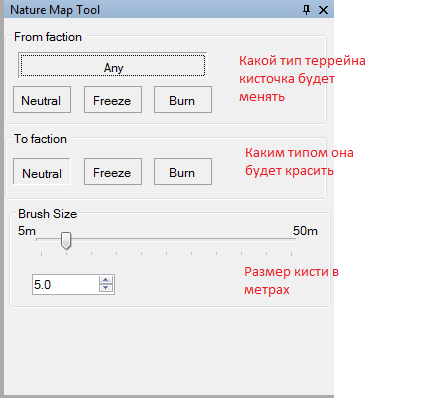 Nature Map Tool
From faction
Any
Neutral Freeze Burn
Какой тип террейна
кисточка будет
менять
To faction
Neutral Freeze Burn
Каким типом она
будет красить
Brush Size
5m 50m
5.0
Размер кисти в
метрах